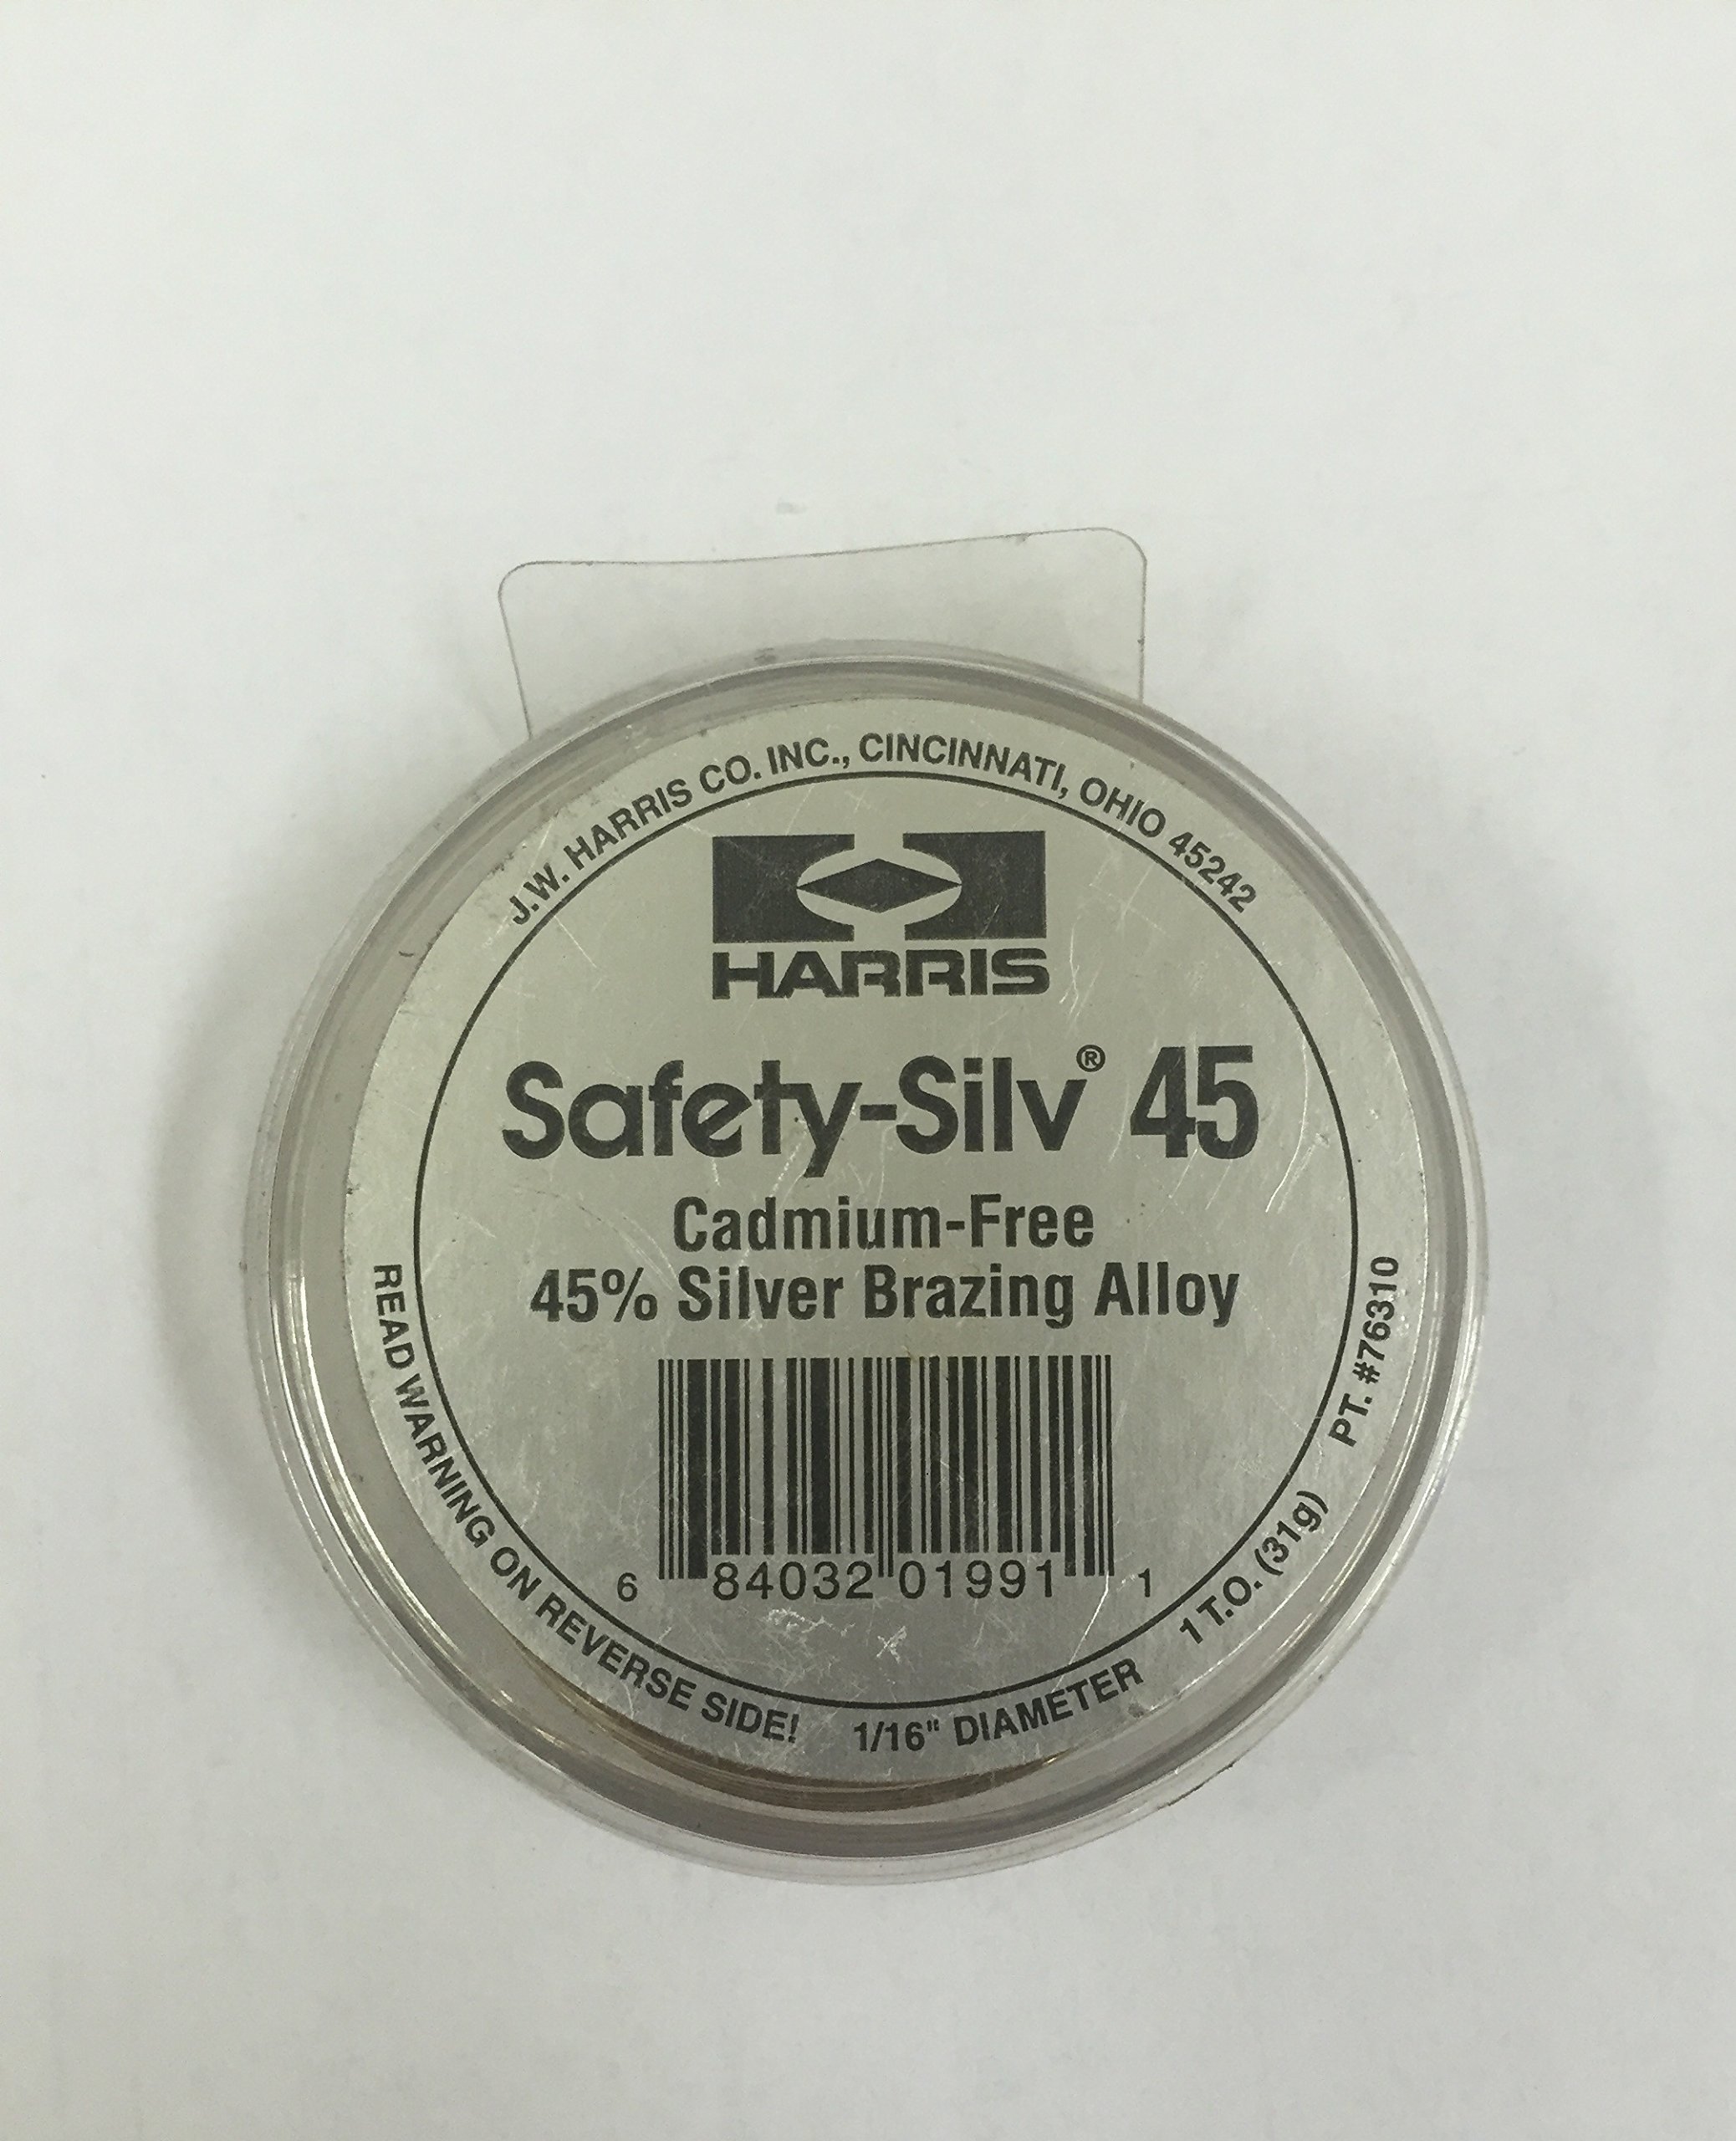 J.W. HARRIS CO. INC., CINCINNATI, OHIO 45242
HARRIS
Safety-Silv® 45
Cadmium-Free
45% Silver Brazing Alloy
6 84032 01991 1
READ WARNING ON REVERSE SIDE! 1/16" DIAMETER 1 T.O. (31g) PT. #76310